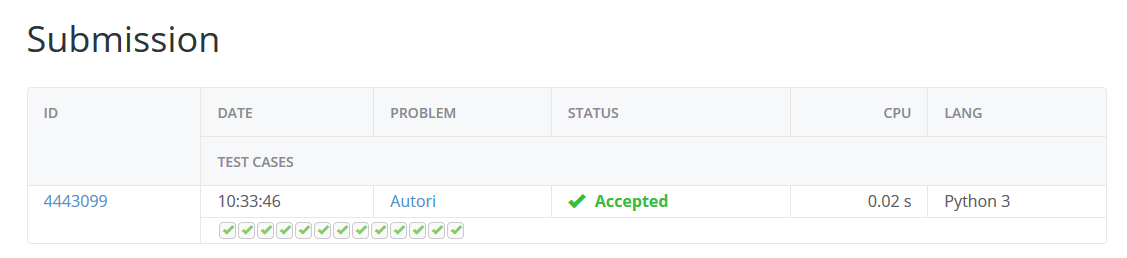 Submission
ID DATE PROBLEM STATUS CPU LANG
TEST CASES
4443099 10:33:46 Autori Accepted 0.02 s Python 3